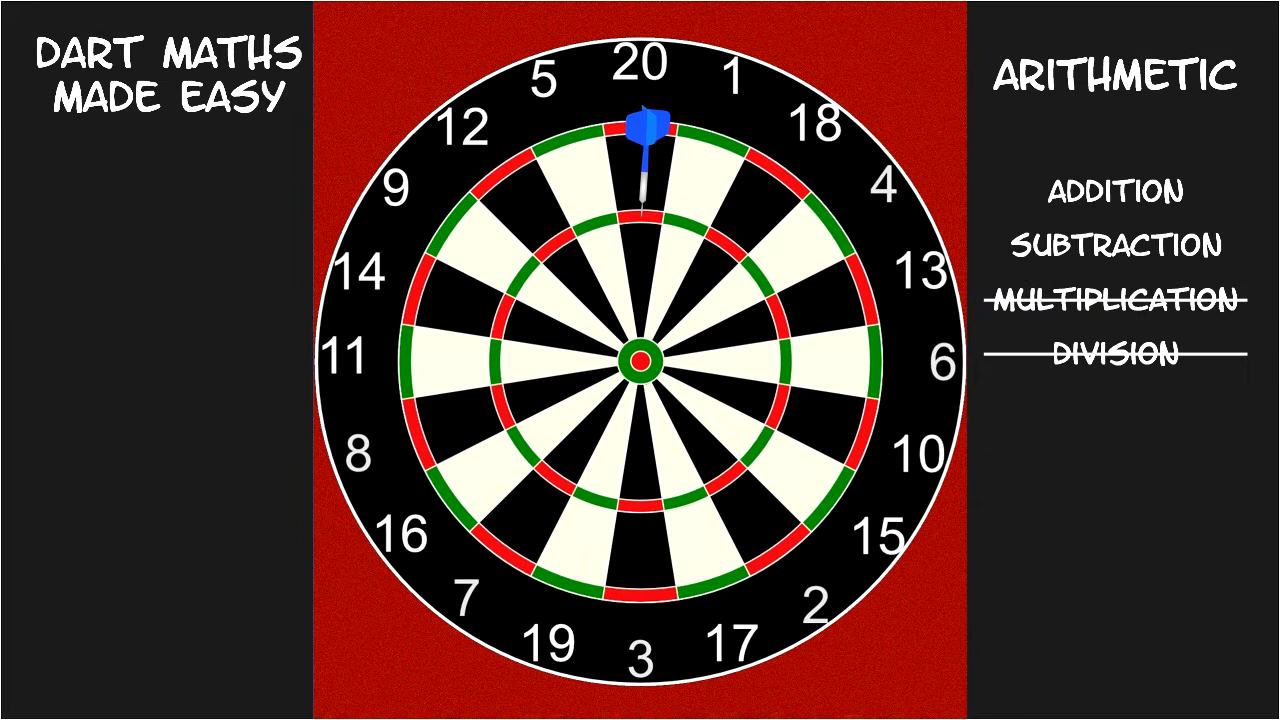 DART MATHS
MADE EASY
ARITHMETIC
ADDITION
SUBTRACTION
MULTIPLICATION
DIVISION
20
1
18
4
13
6
10
15
2
17
3
19
7
16
8
11
14
9
12
5